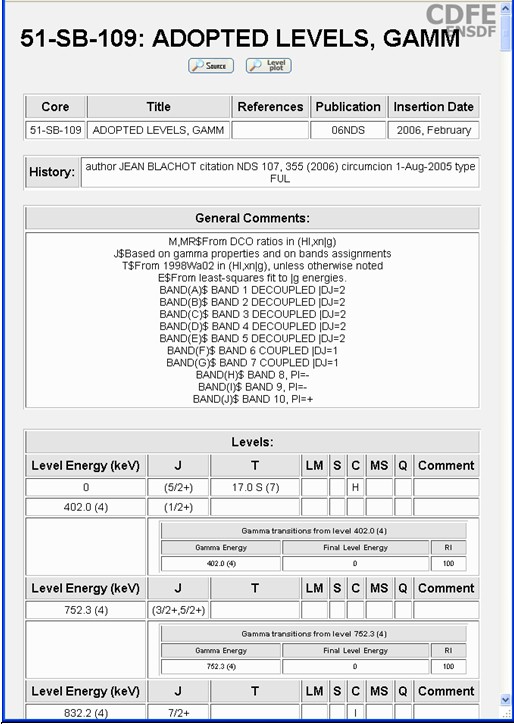 CDFE
ENSDF
51-SB-109: ADOPTED LEVELS, GAMM
Source Level plot
Core Title References Publication Insertion Date
51-SB-109 ADOPTED LEVELS, GAMM 06NDS 2006, February
History: author JEAN BLACHOT citation NDS 107, 355 (2006) circumcion 1-Aug-2005 type
FUL
General Comments:
M,MR$From DCO ratios in (HI,xn|g)
J$Based on gamma properties and on bands assignments
T$From 1998Wa02 in (HI,xn|g), unless otherwise noted
E$From least-squares fit to |g energies.
BAND(A)$ BAND 1 DECOUPLED |DJ=2
BAND(B)$ BAND 2 DECOUPLED |DJ=2
BAND(C)$ BAND 3 DECOUPLED |DJ=2
BAND(D)$ BAND 4 DECOUPLED |DJ=2
BAND(E)$ BAND 5 DECOUPLED |DJ=2
BAND(F)$ BAND 6 COUPLED |DJ=1
BAND(G)$ BAND 7 COUPLED |DJ=1
BAND(H)$ BAND 8, PI=-
BAND(I)$ BAND 9, PI=-
BAND(J)$ BAND 10, PI=+
Levels:
Level Energy (keV) J T LM S C MS Q Comment
0 (5/2+) 17.0 S (7) H
402.0 (4) (1/2+)
Gamma transitions from level 402.0 (4)
Gamma Energy Final Level Energy RI
402.0 (4) 0 100
Level Energy (keV) J T LM S C MS Q Comment
752.3 (4) (3/2+,5/2+)
Gamma transitions from level 752.3 (4)
Gamma Energy Final Level Energy RI
752.3 (4) 0 100
Level Energy (keV) J T LM S C MS Q Comment
832.2 (4) 7/2+ I